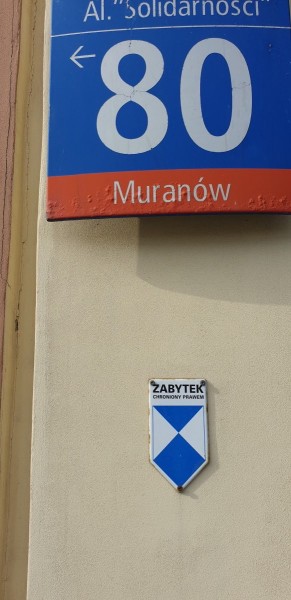 Al. "Solidarności"
← 80
Muranów
ZABYTEK
CHRONIONY PRAWEM